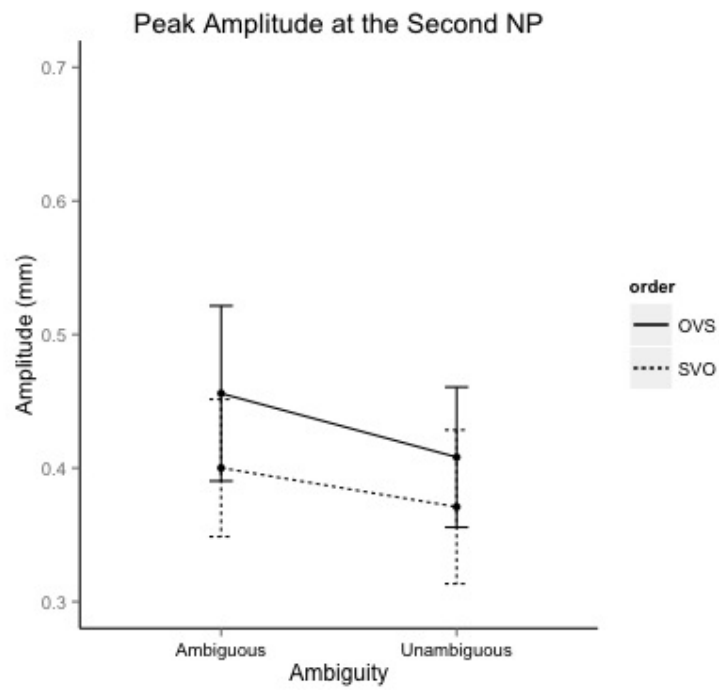 Peak Amplitude at the Second NP
0.7
0.6
0.5
0.4
0.3
Amplitude (mm)
Ambiguous
Unambiguous
Ambiguity
order
OVS
SVO